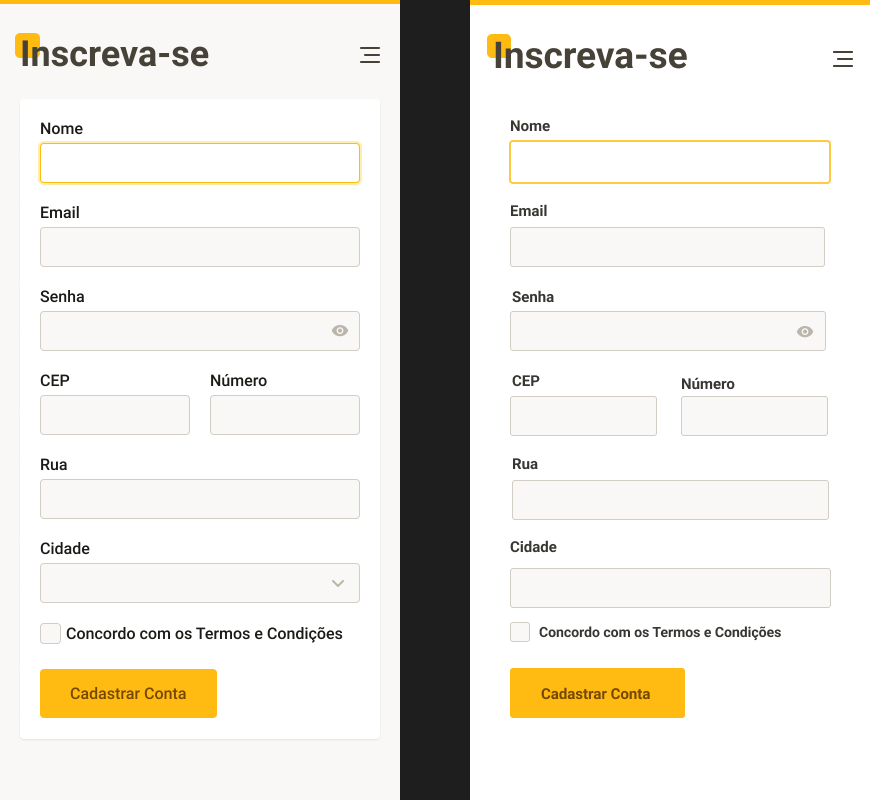 Inscreva-se
Nome
Email
Senha
CEP
Número
Rua
Cidade
Concordo com os Termos e Condições
Cadastrar Conta
Inscreva-se
Nome
Email
Senha
CEP
Número
Rua
Cidade
Concordo com os Termos e Condições
Cadastrar Conta